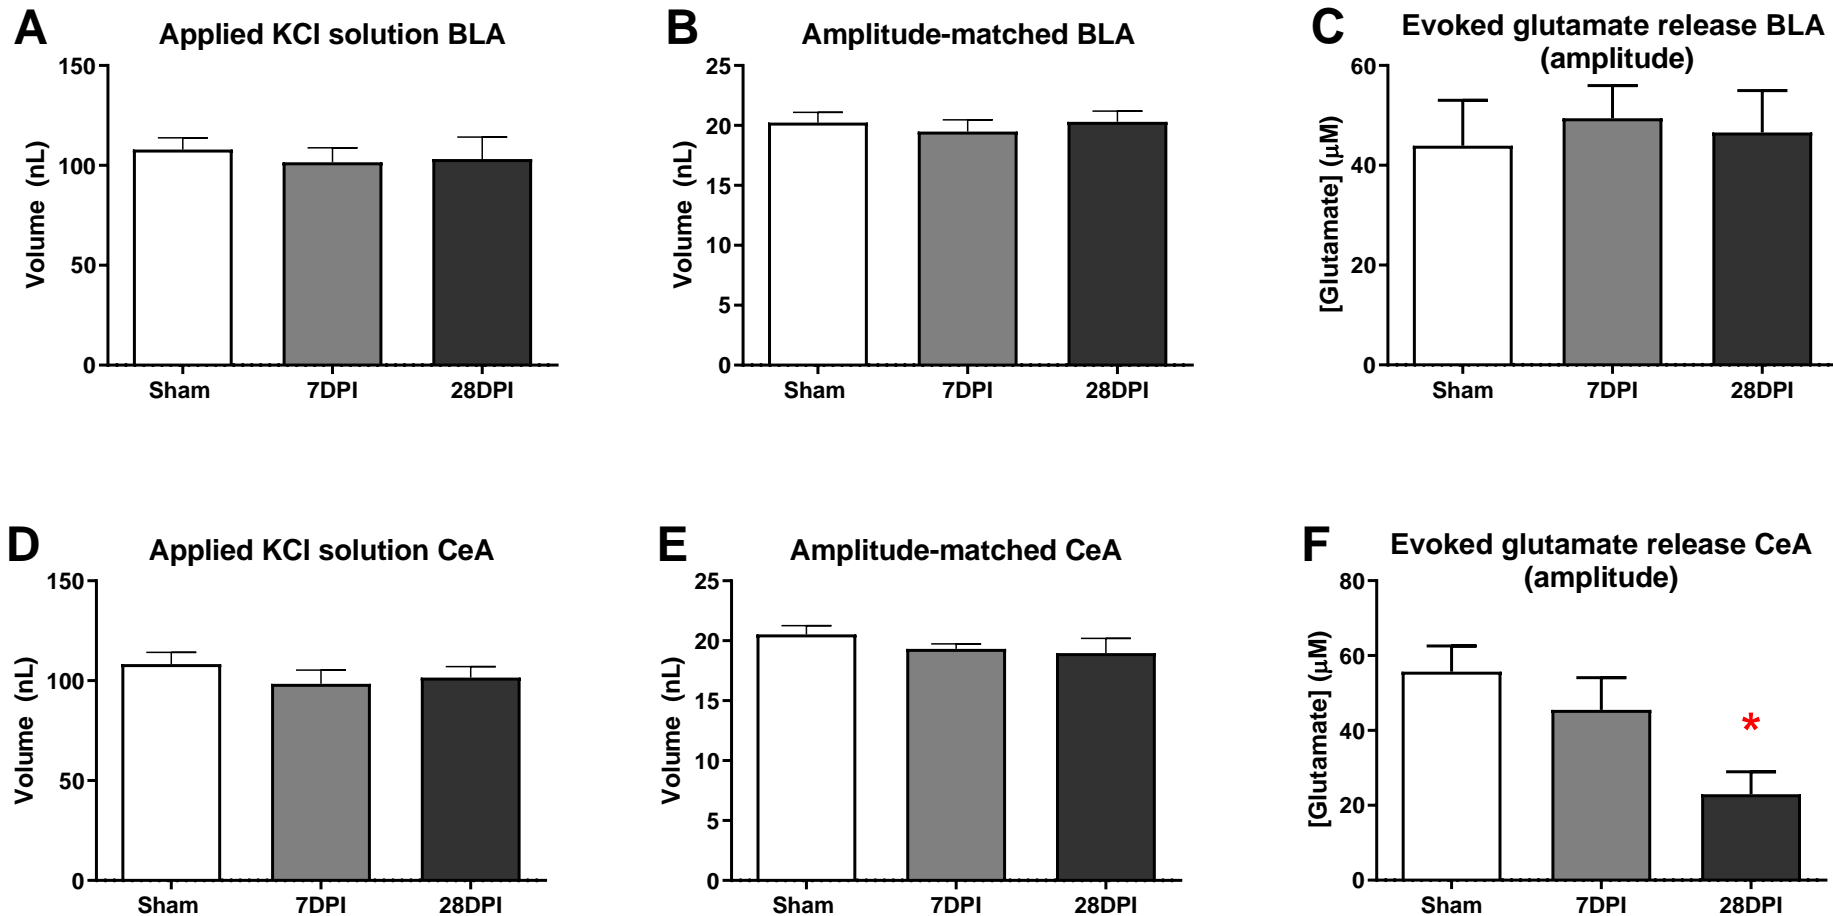 A
Applied KCl solution BLA
Volume (nL)
150
100
50
0
Sham 7DPI 28DPI
B
Amplitude-matched BLA
Volume (nL)
25
20
15
10
5
0
Sham 7DPI 28DPI
C
Evoked glutamate release BLA
(amplitude)
[Glutamate] (μM)
60
40
20
0
Sham 7DPI 28DPI
D
Applied KCl solution CeA
Volume (nL)
150
100
50
0
Sham 7DPI 28DPI
E
Amplitude-matched CeA
Volume (nL)
25
20
15
10
5
0
Sham 7DPI 28DPI
F
Evoked glutamate release CeA
(amplitude)
[Glutamate] (μM)
80
60
40
20
0
*
Sham 7DPI 28DPI